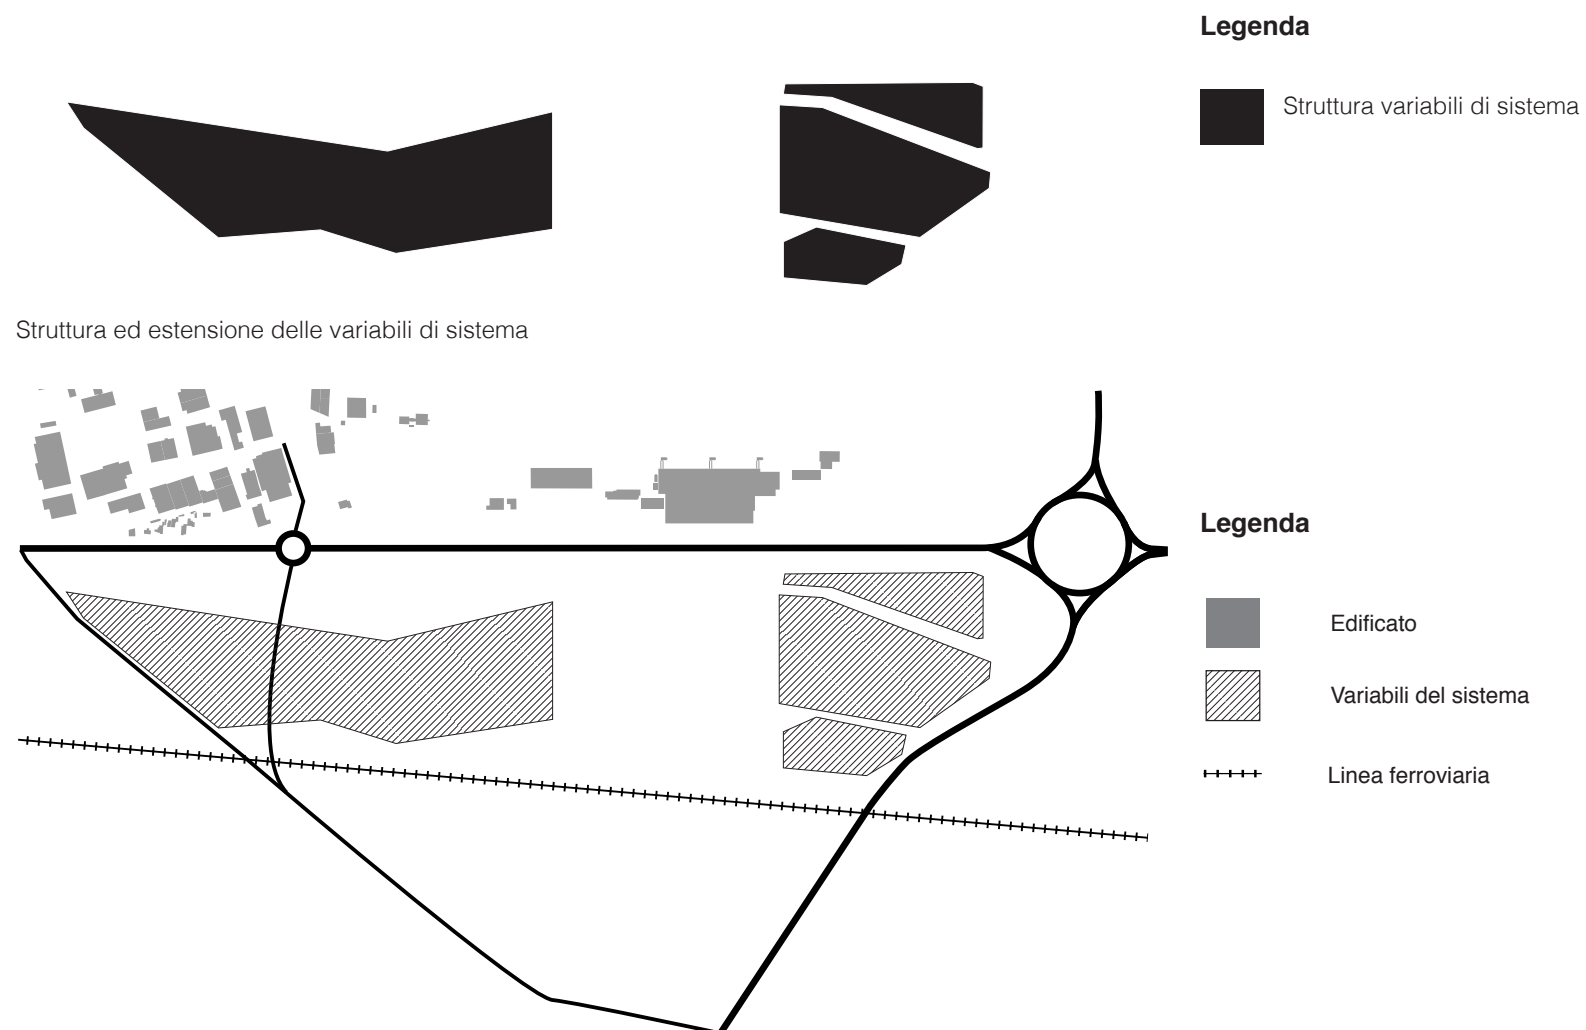 Legenda
Struttura variabili di sistema
Struttura ed estensione delle variabili di sistema
Legenda
Edificato
Variabili del sistema
Linea ferroviaria